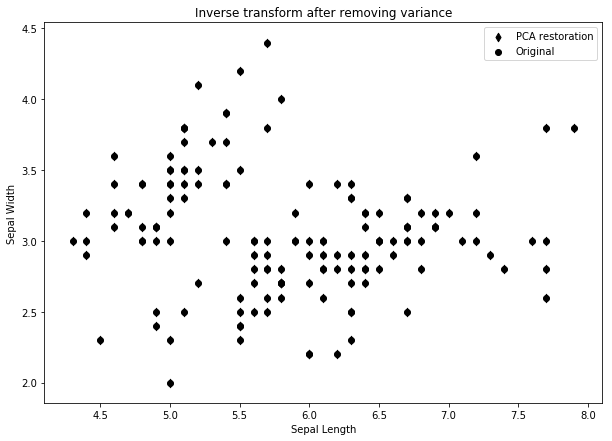 Inverse transform after removing variance
PCA restoration
Original
4.5
4.0
3.5
3.0
2.5
2.0
Sepal Width
4.5 5.0 5.5 6.0 6.5 7.0 7.5 8.0
Sepal Length